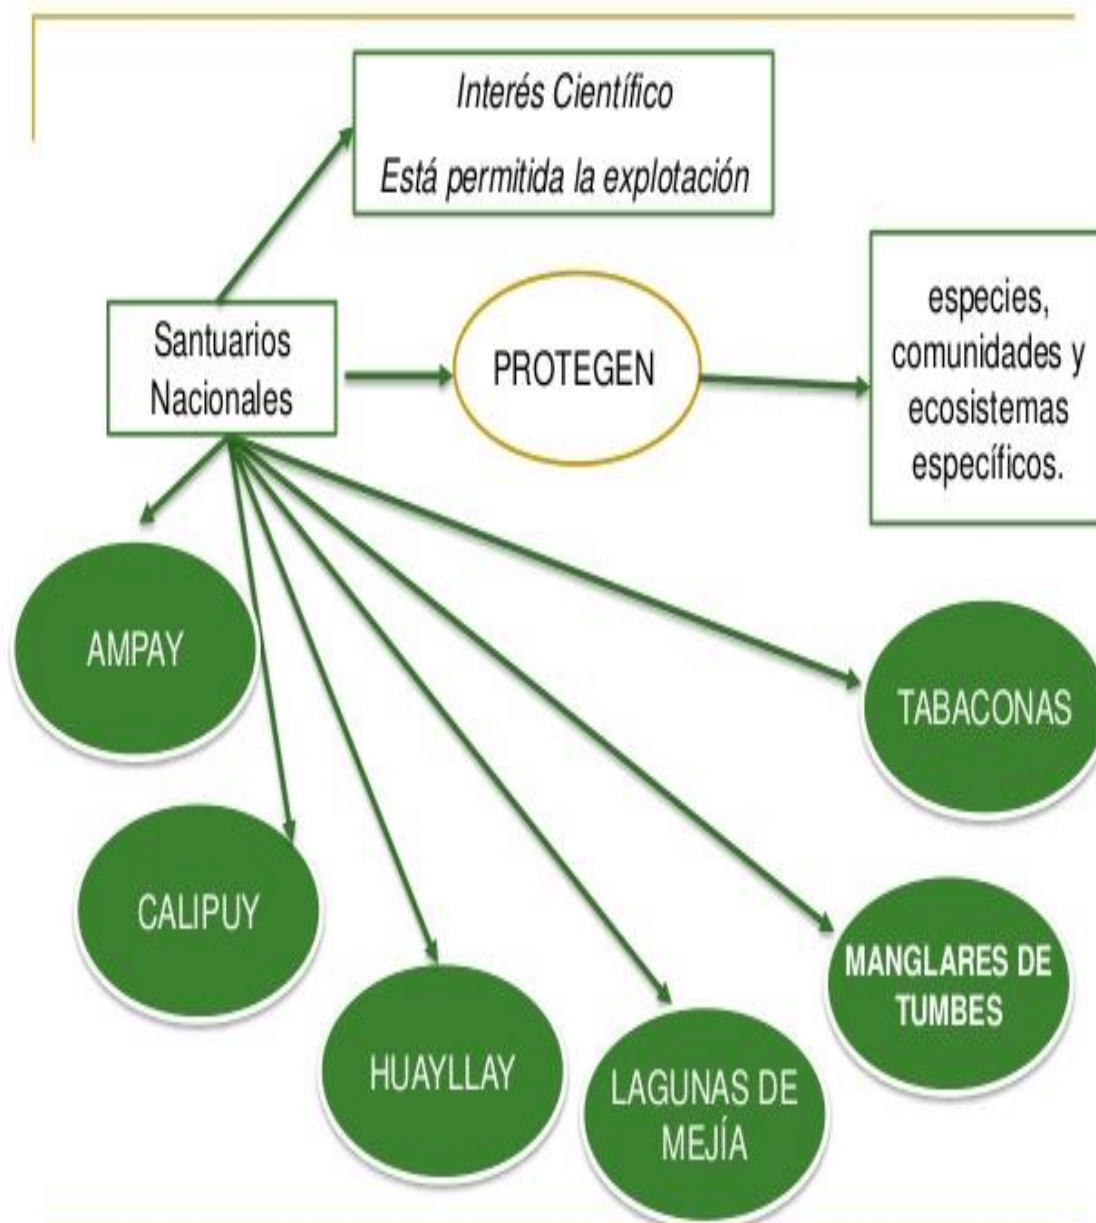 Interés Científico
Está permitida la explotación
Santuarios
Nacionales
PROTEGEN
especies,
comunidades y
ecosistemas
específicos.
AMPAY
TABACONAS
CALIPUY
MANGLARES DE
TUMBES
HUAYLLAY
LAGUNAS DE
MEJÍA